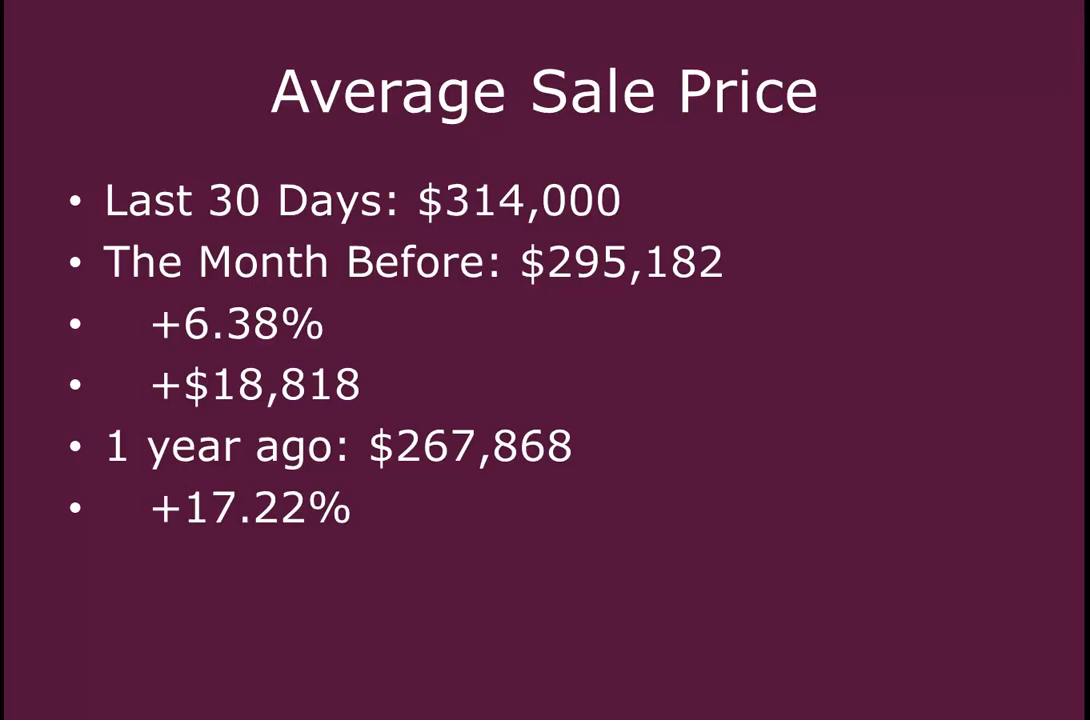 Average Sale Price
• Last 30 Days: $314,000
• The Month Before: $295,182
• +6.38%
• +$18,818
• 1 year ago: $267,868
• +17.22%